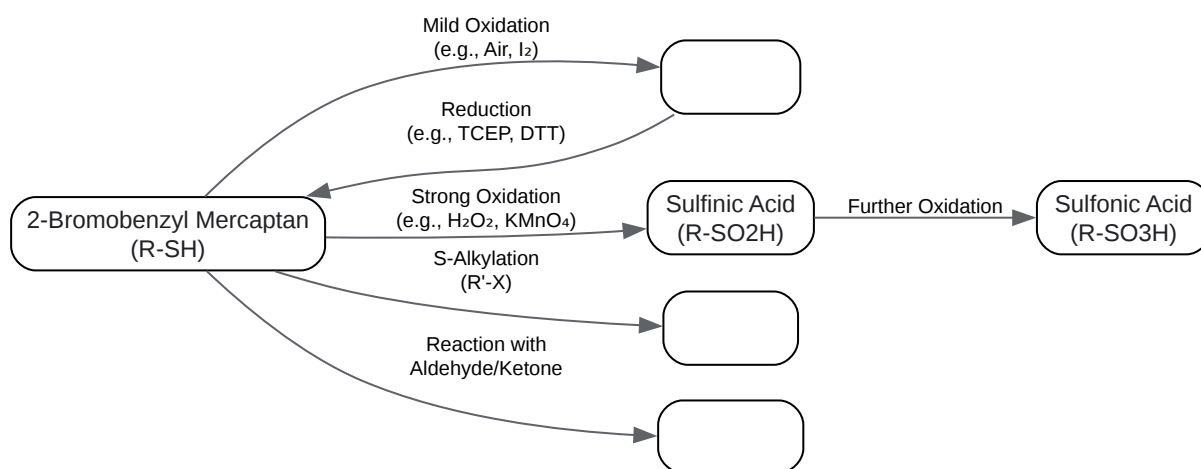 Mild Oxidation
(e.g., Air, I₂)
Reduction
(e.g., TCEP, DTT)
2-Bromobenzyl Mercaptan
(R-SH)
Strong Oxidation
(e.g., H₂O₂, KMnO₄)
Sulfinic Acid
(R-SO2H)
Further Oxidation
Sulfonic Acid
(R-SO3H)
S-Alkylation
(R'-X)
Reaction with
Aldehyde/Ketone